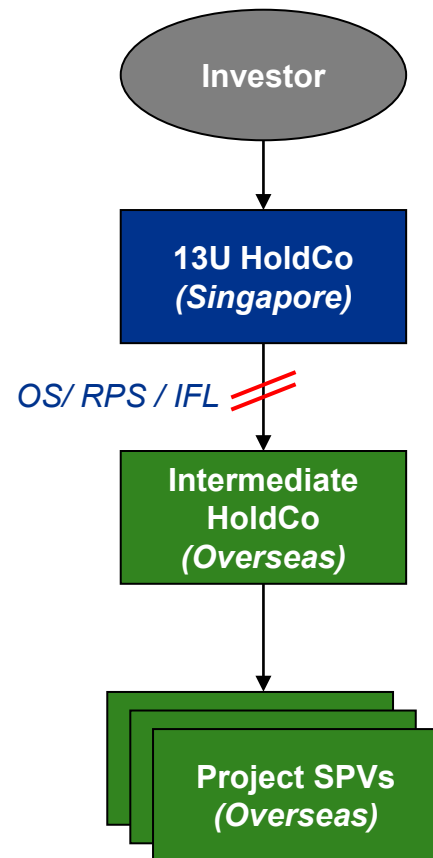 Investor
13U HoldCo
(Singapore)
OS/ RPS / IFL
Intermediate
HoldCo
(Overseas)
Project SPVs
(Overseas)